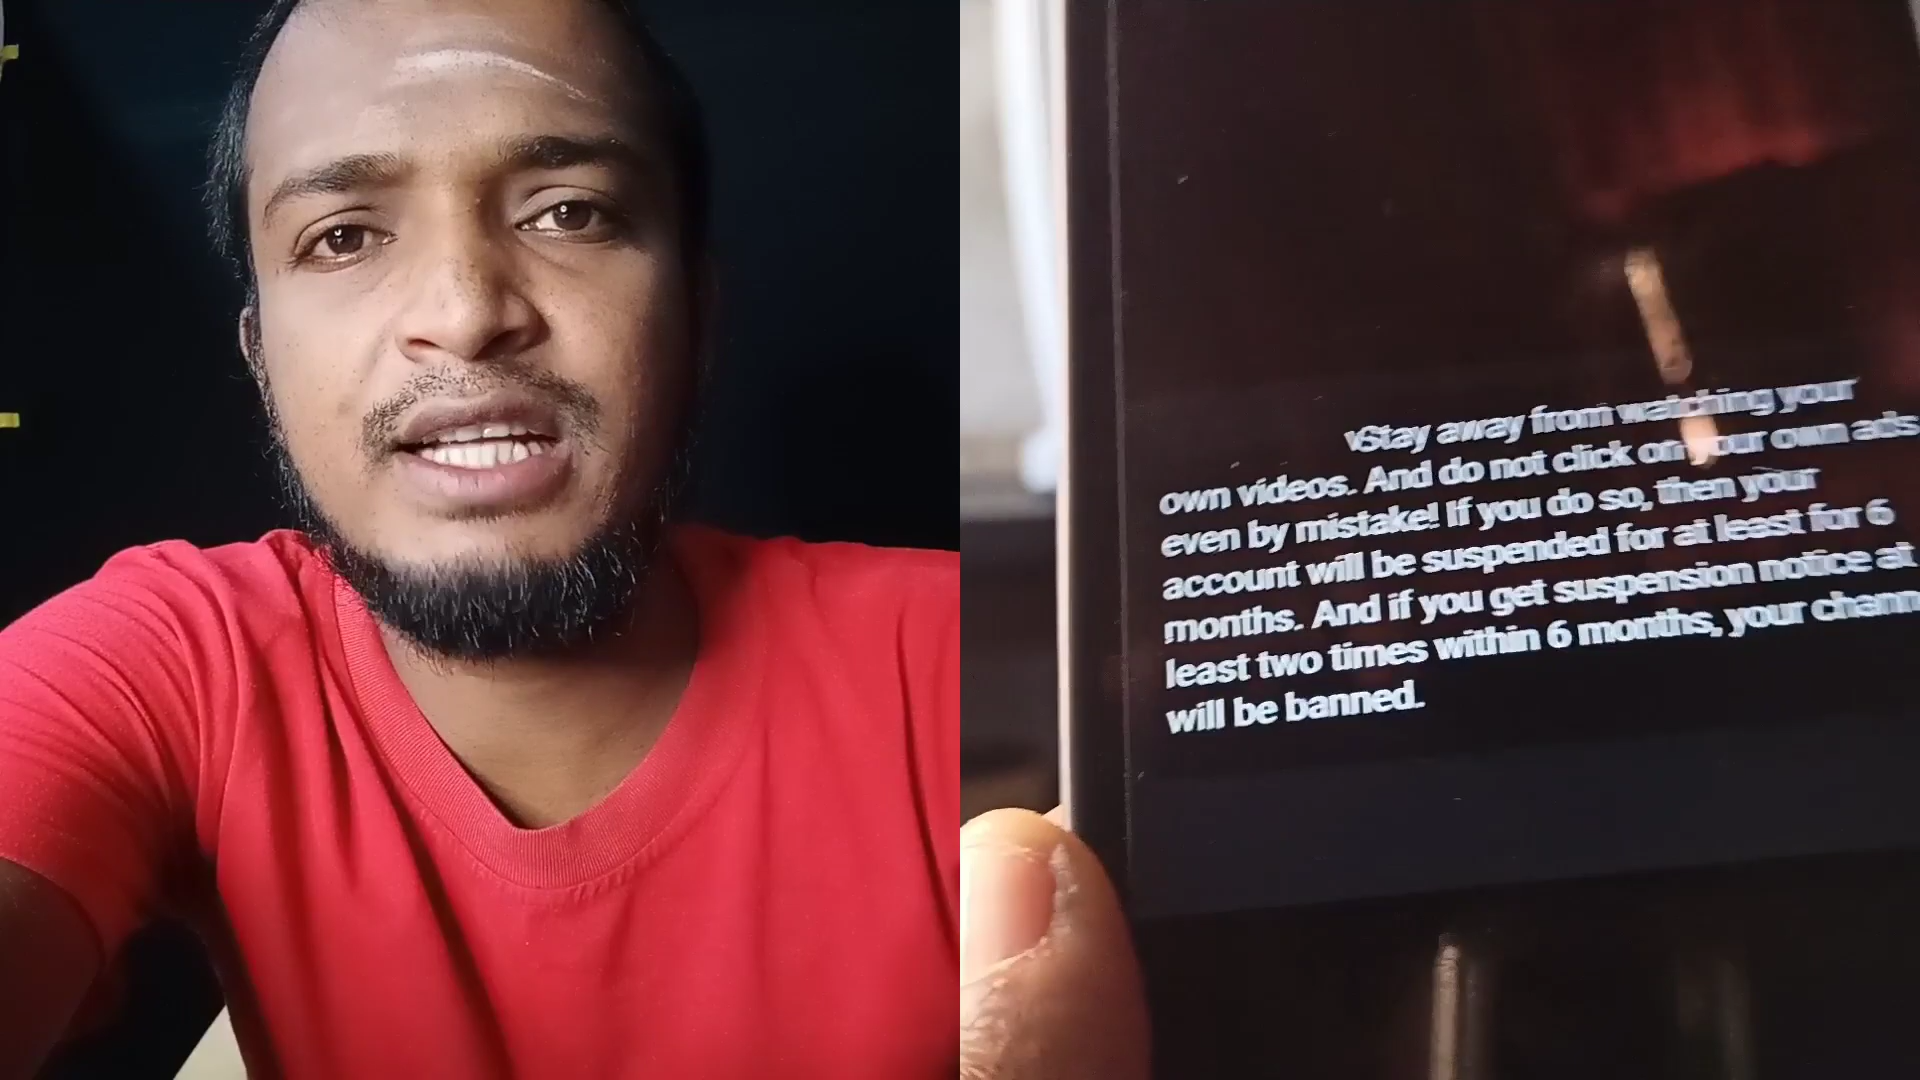 vStay away from watching your
own videos. And do not click on your own ads
even by mistake! If you do so, then your
account will be suspended for at least for 6
months. And if you get suspension notice at
least two times within 6 months, your
will be banned.